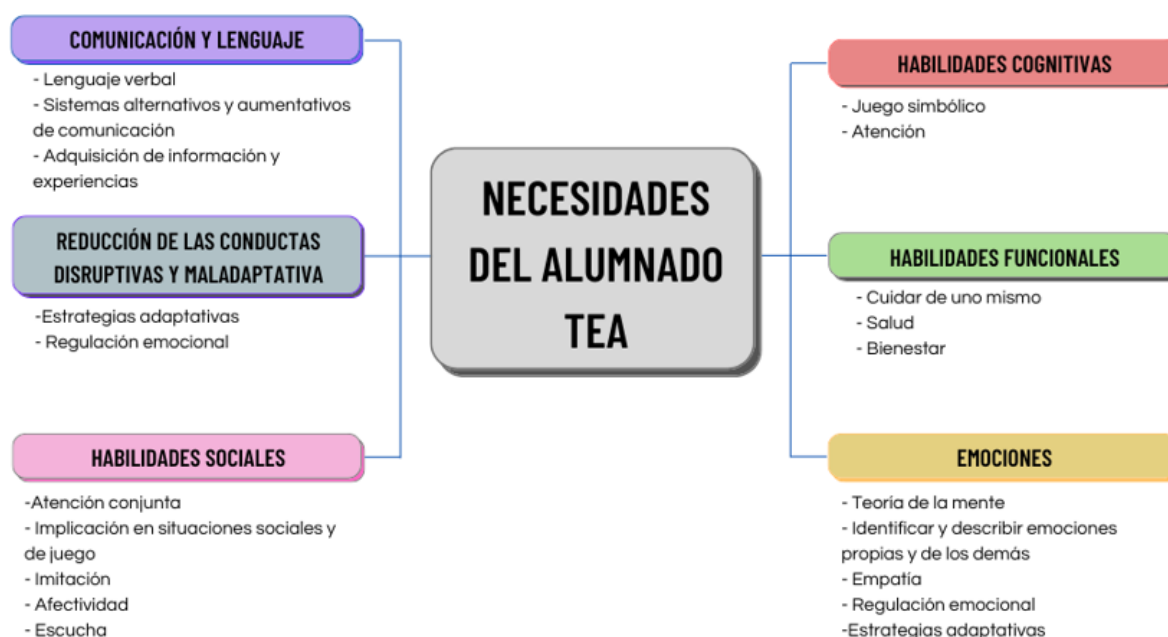 COMUNICACIÓN Y LENGUAJE
- Lenguaje verbal
- Sistemas alternativos y aumentativos
de comunicación
- Adquisición de información y
experiencias
REDUCCIÓN DE LAS CONDUCTAS
DISRUPTIVAS Y MALADAPTATIVA
-Estrategias adaptativas
- Regulación emocional
HABILIDADES SOCIALES
-Atención conjunta
- Implicación en situaciones sociales y
de juego
- Imitación
- Afectividad
- Escucha
NECESIDADES
DEL ALUMNADO
TEA
HABILIDADES COGNITIVAS
- Juego simbólico
- Atención
HABILIDADES FUNCIONALES
- Cuidar de uno mismo
- Salud
- Bienestar
EMOCIONES
- Teoría de la mente
- Identificar y describir emociones
propias y de los demás
- Empatía
- Regulación emocional
-Estrategias adaptativas